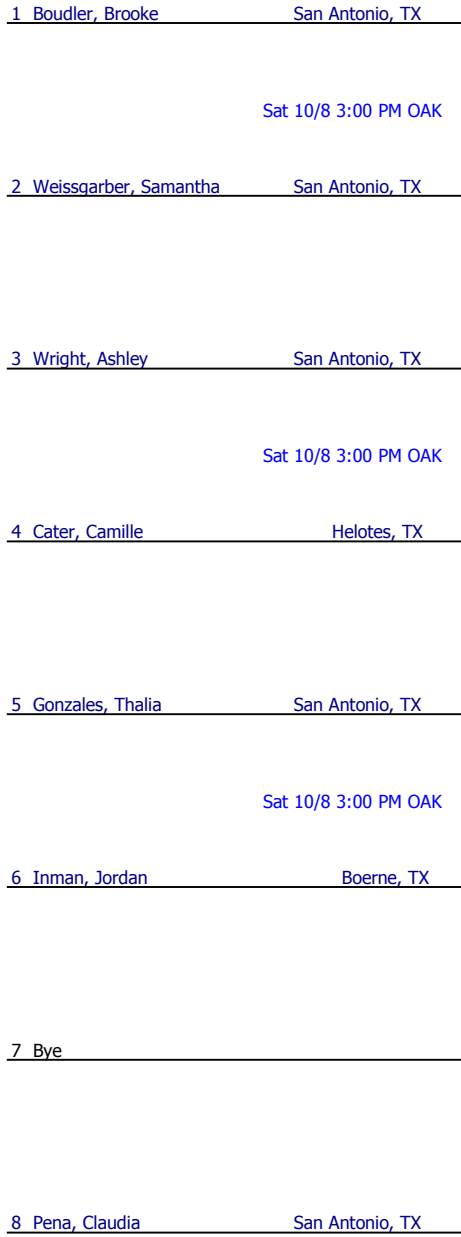 1 Boudler, Brooke San Antonio, TX
Sat 10/8 3:00 PM OAK
2 Weissgarber, Samantha San Antonio, TX
3 Wright, Ashley San Antonio, TX
Sat 10/8 3:00 PM OAK
4 Cater, Camille Helotes, TX
5 Gonzales, Thalia San Antonio, TX
Sat 10/8 3:00 PM OAK
6 Inman, Jordan Boerne, TX
7 Bye
8 Pena, Claudia San Antonio, TX